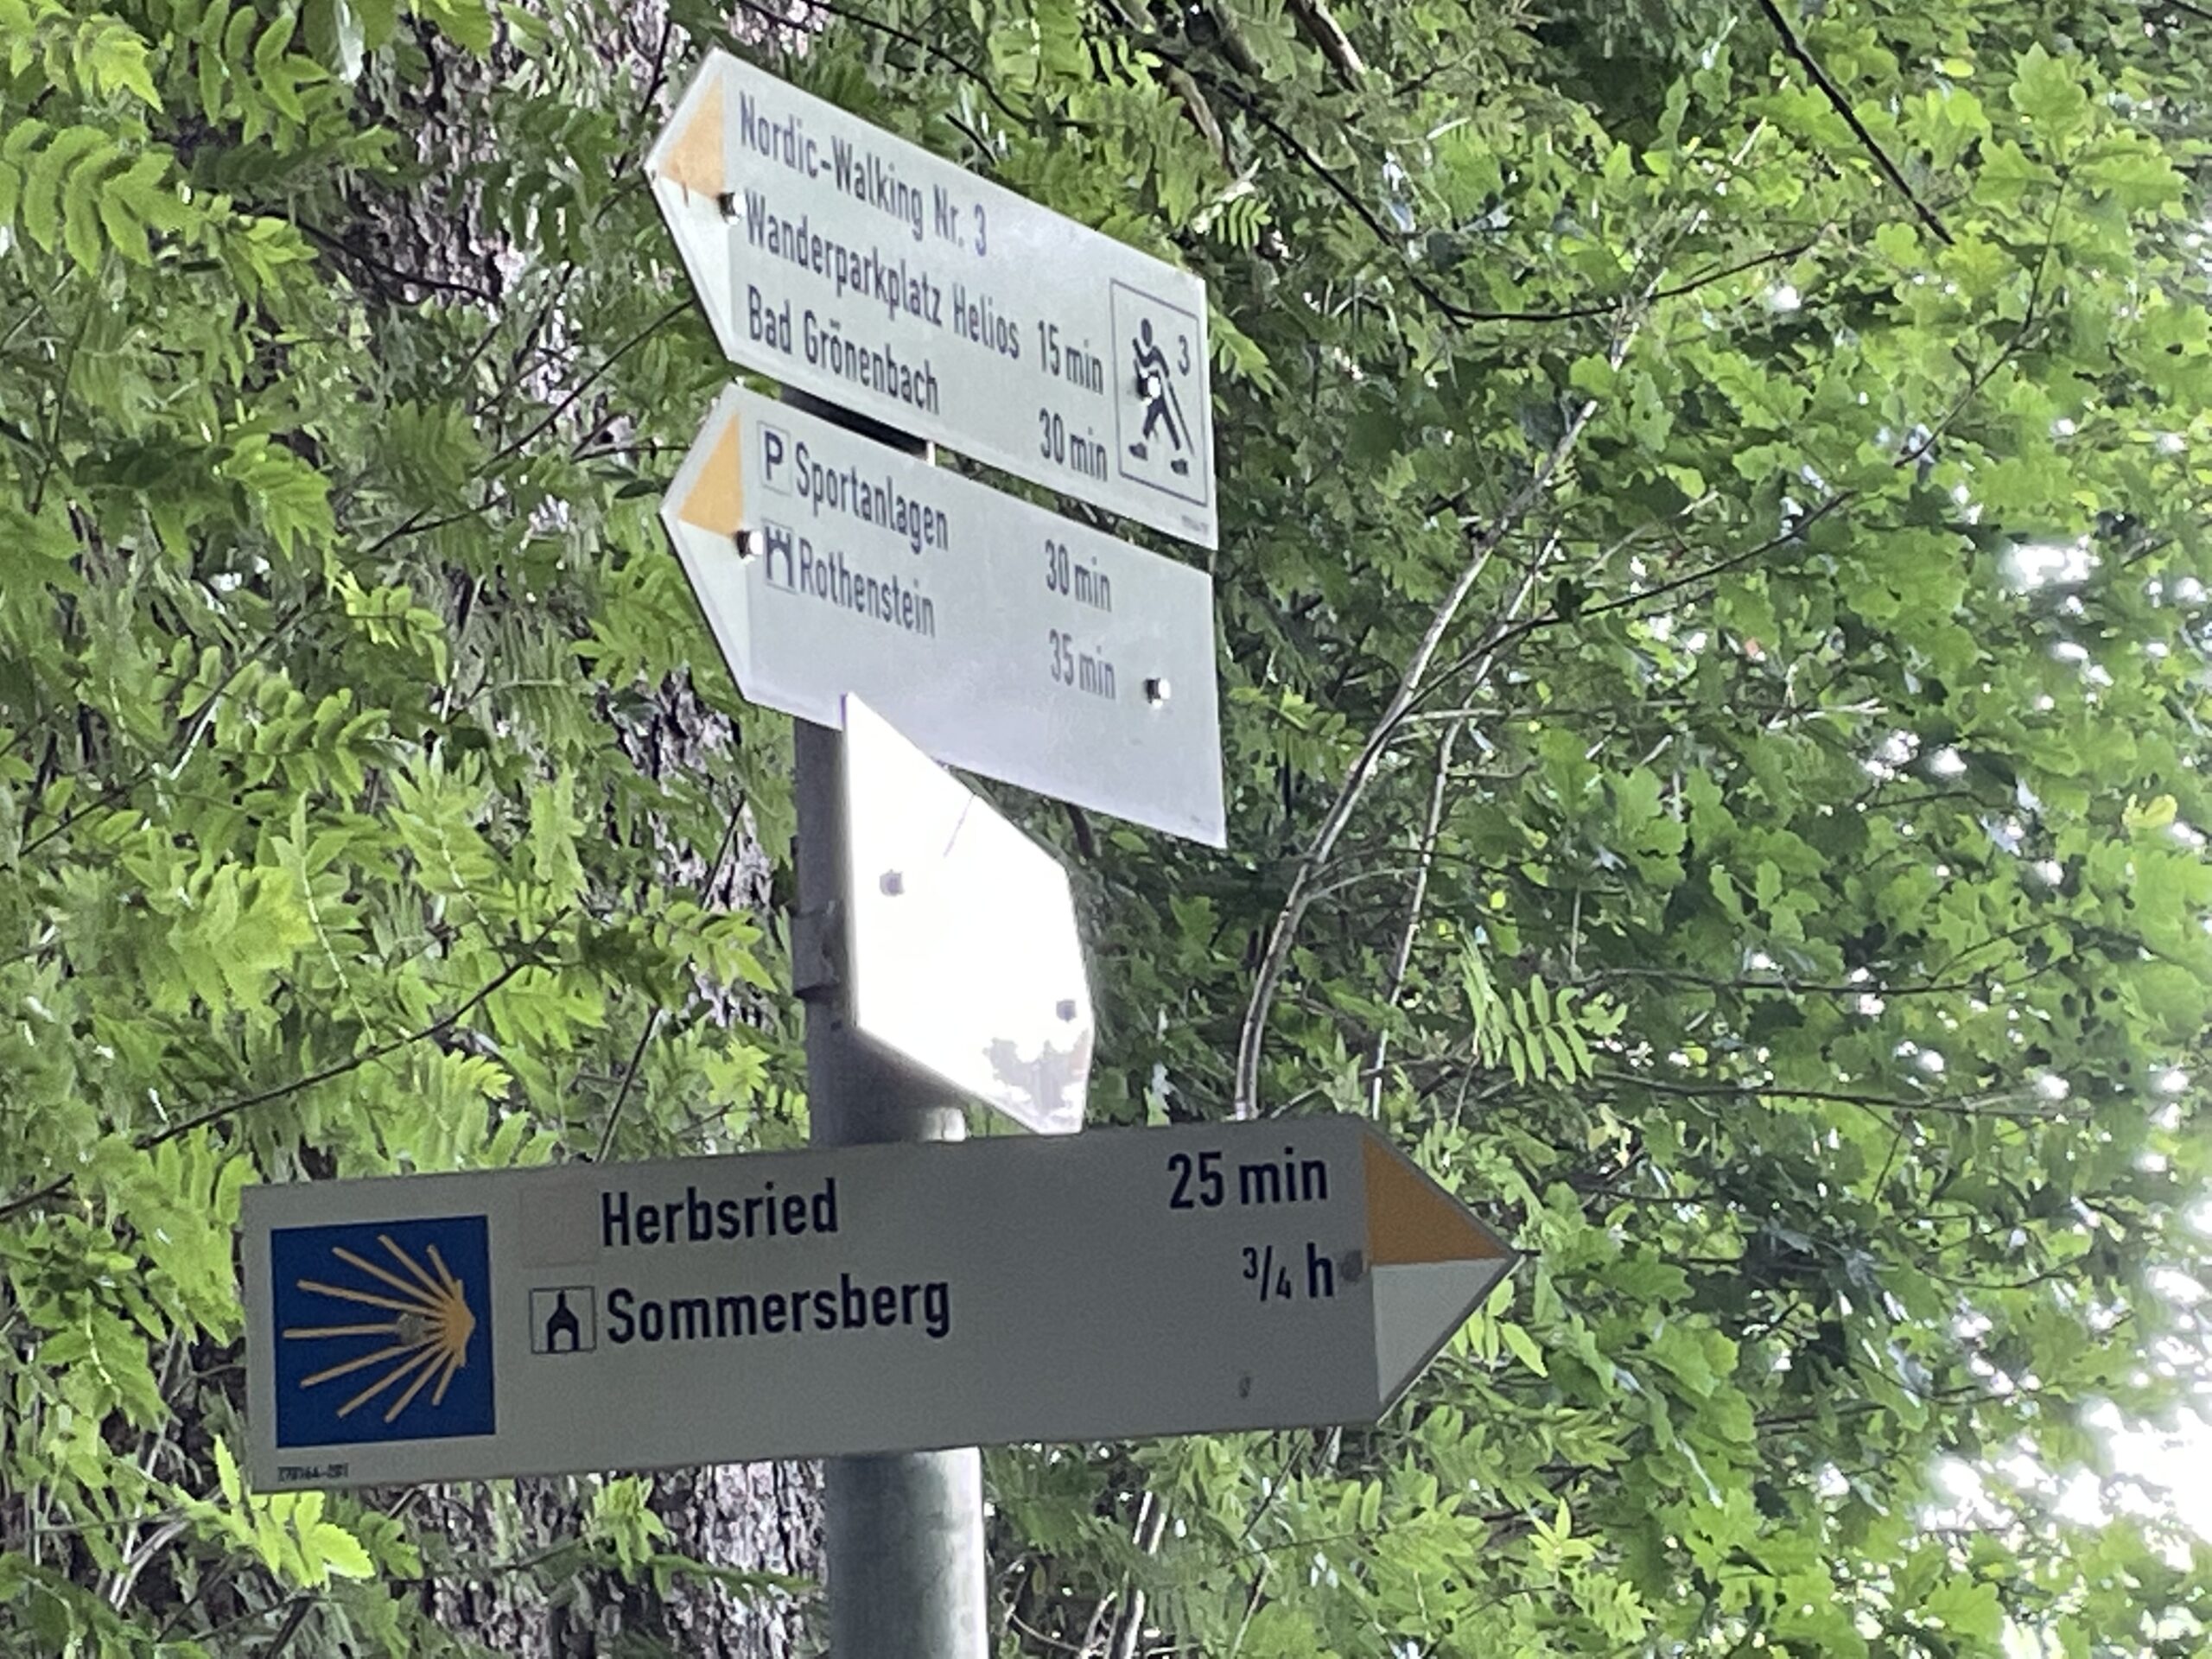 Nordic-Walking Nr. 3
Wanderparkplatz Helios 15 min
Bad Grönenbach 30 min
3
P Sportanlagen 30 min
Rothenstein 35 min
Herbsried 25 min
Sommersberg ¾ h